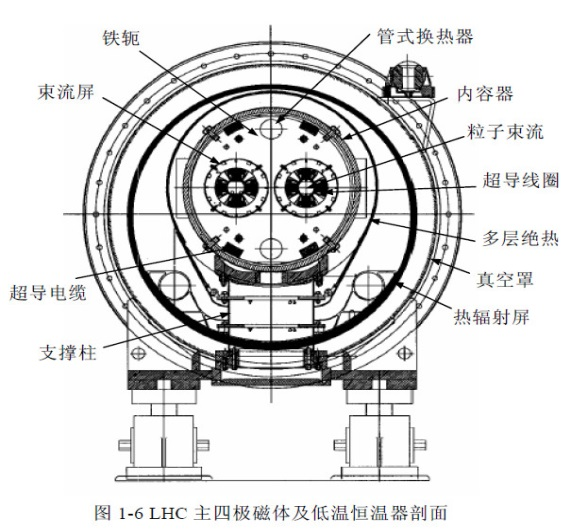 铁轭
管式换热器
束流屏
内容器
粒子束流
超导线圈
多层绝热
超导电缆
真空罩
热辐射屏
支撑柱
图 1-6 LHC 主四极磁体及低温恒温器剖面